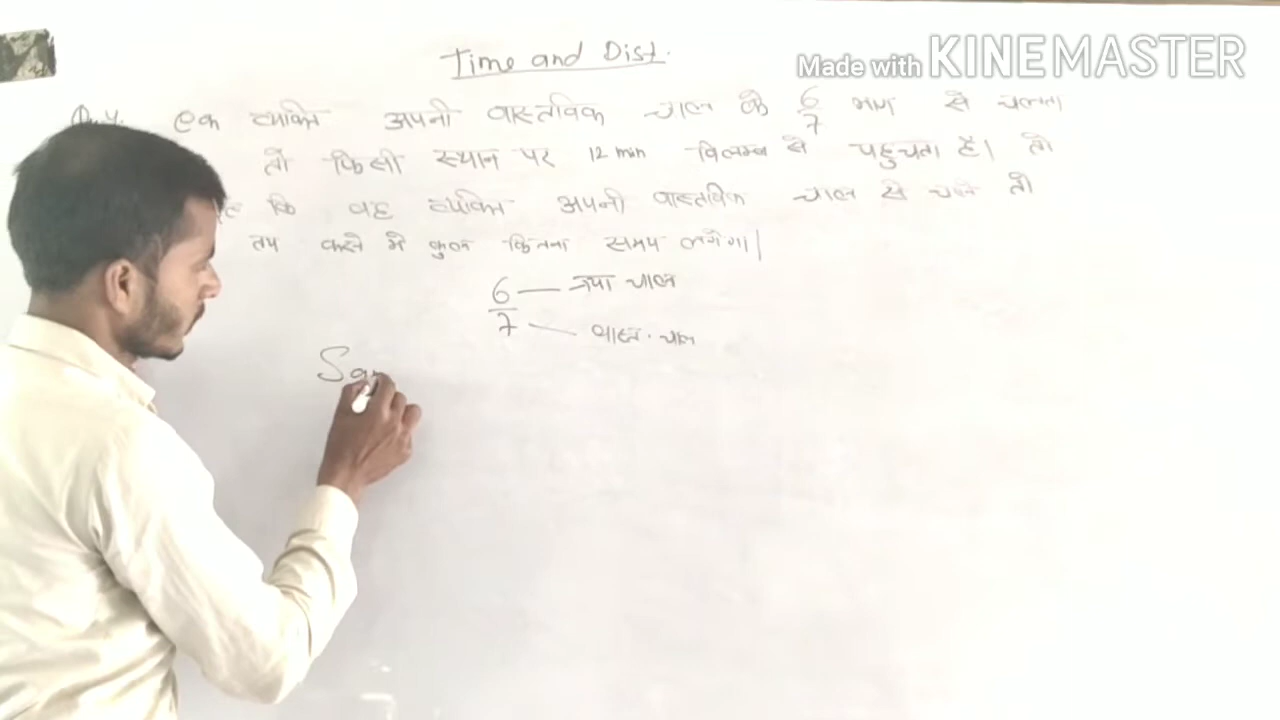 Time and Dist.
Made with KINEMASTER
एक व्यक्ति अपनी वास्तविक चाल के 6/7 भाग से चलता
तो किसी स्थान पर 12 min विलम्ब से पहुचता है। तो
कि वह व्यक्ति अपनी वास्तविक चाल से चले तो
तय करने मे कुल कितना समय लगेगा|
6 — नया चाल
7 — वास्त. चाल